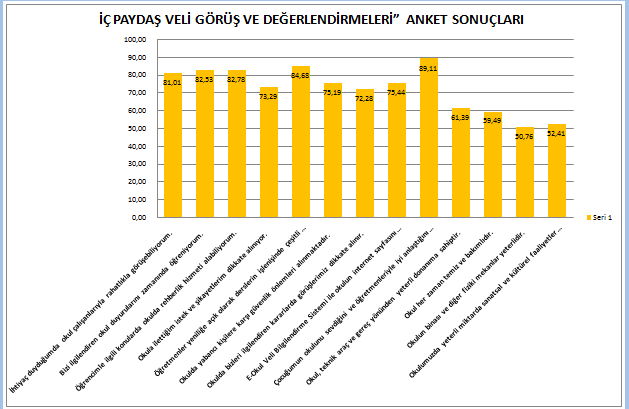 İÇ PAYDAŞ VELİ GÖRÜŞ VE DEĞERLENDİRMELERİ” ANKET SONUÇLARI
100,00
90,00
80,00
70,00
60,00
50,00
40,00
30,00
20,00
10,00
0,00
81,01
82,53
82,78
73,29
84,68
75,19
72,28
75,44
89,11
61,39
59,49
50,76
52,41
Seri 1
İhtiyaç duyduğumda okul çalışanlarıyla rahatlıkla görüşebiliyorum.
Bizi ilgilendiren okul duyurularını zamanında öğreniyorum.
Öğrencimle ilgili konularda okulda rehberlik hizmeti alabiliyorum.
Okula ilettiğim istek ve şikayetlerim dikkate alınıyor.
Öğretmenler yeniliğe açık olarak derslerin işlenişinde çeşitli …
Okulda yabancı kişilere karşı güvenlik önlemleri alınmaktadır.
Okulda bizleri ilgilendiren kararlarda görüşlerimiz dikkate alınır.
E-Okul Veli Bilgilendirme Sistemi ile okulun internet sayfasını…
Çocuğumun okulunu sevdiğini ve öğretmenleriyle iyi anlaştığını…
Okul, teknik araç ve gereç yönünden yeterli donanıma sahiptir.
Okul her zaman temiz ve bakımlıdır.
Okulun binası ve diğer fiziki mekanlar yeterlidir.
Okulumuzda yeterli miktarda sanatsal ve kültürel faaliyetler…